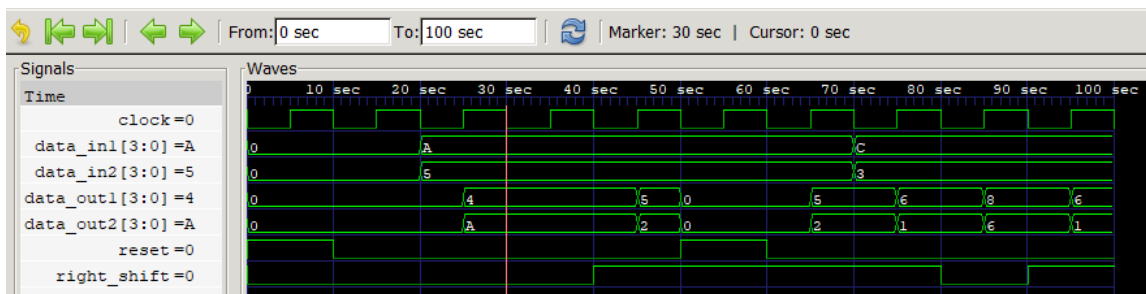 From: 0 sec To: 100 sec Marker: 30 sec | Cursor: 0 sec
Signals Waves
Time 0 10 sec 20 sec 30 sec 40 sec 50 sec 60 sec 70 sec 80 sec 90 sec 100 sec
clock=0
data_in1[3:0]=A 0 A C
data_in2[3:0]=5 0 5 3
data_out1[3:0]=4 0 4 5 0 5 6 8 6
data_out2[3:0]=A 0 A 2 0 2 1 6 1
reset=0
right_shift=0